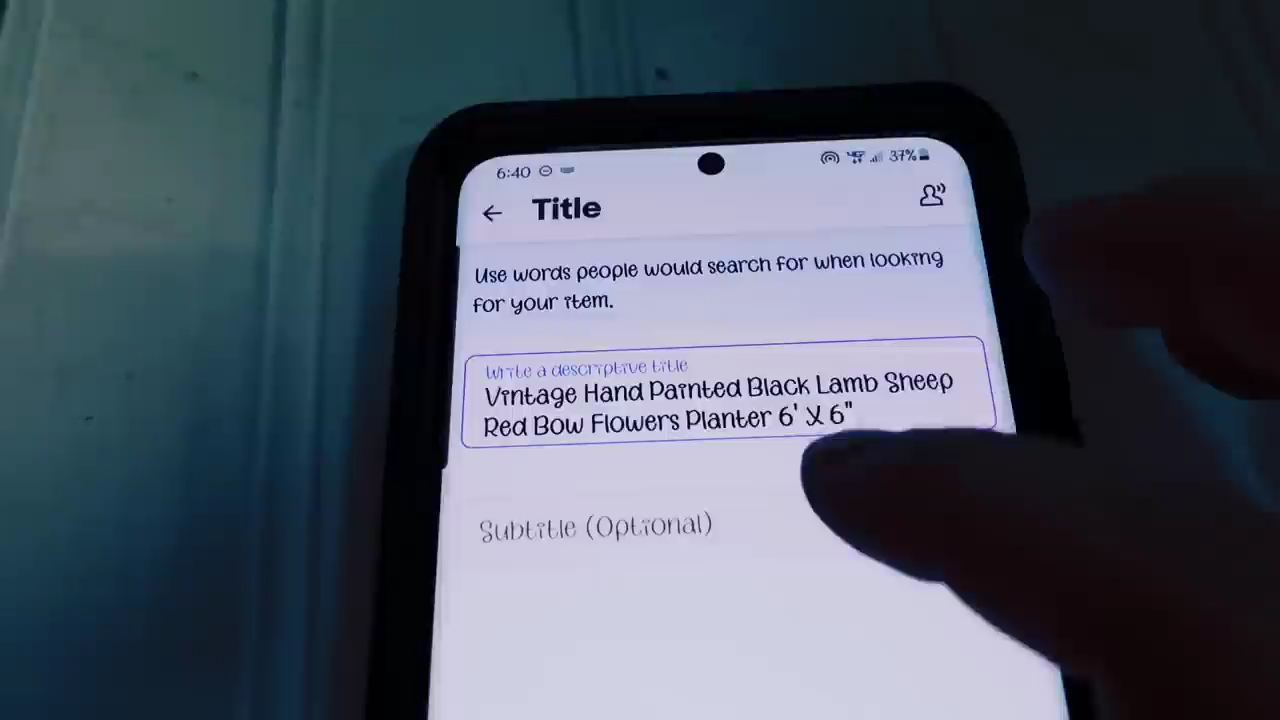 6:40
37%
Title
Use words people would search for when looking
for your item.
Write a descriptive title
Vintage Hand Painted Black Lamb Sheep
Red Bow Flowers Planter 6' X 6"
Subtitle (Optional)